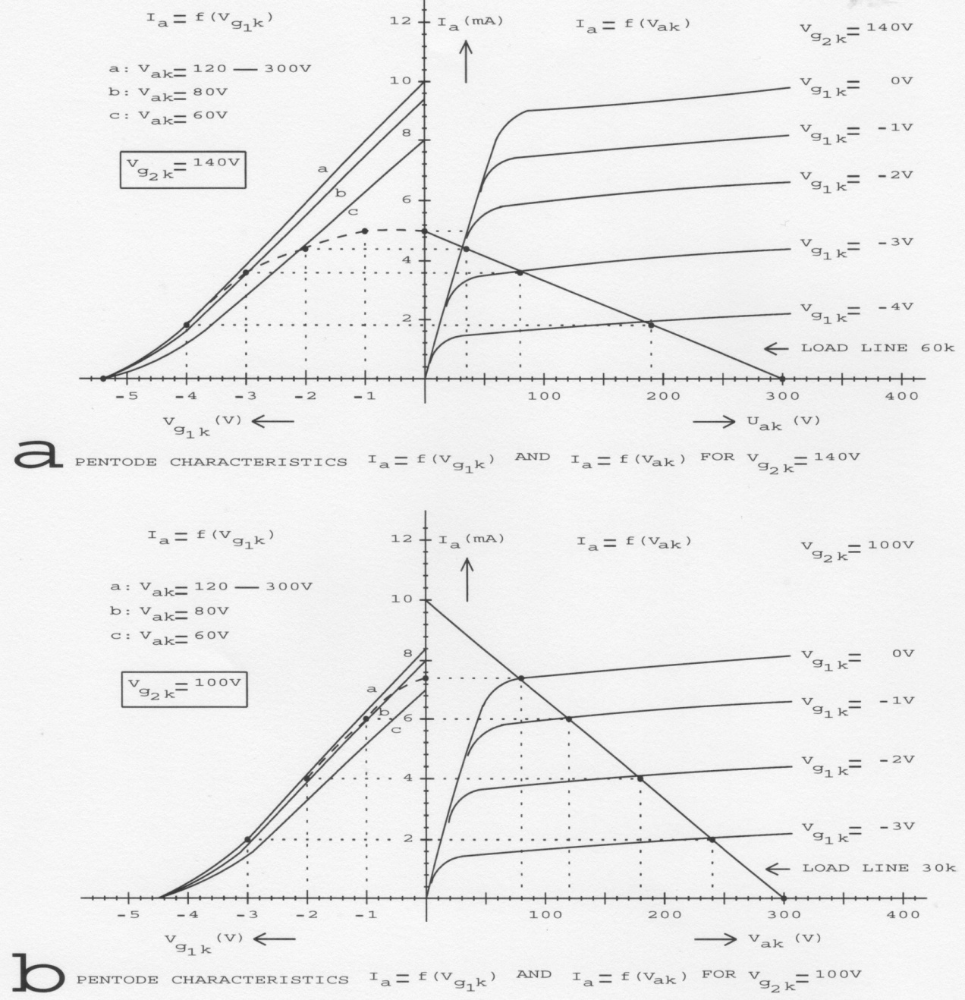 Ia = f(Vg1k)
12 Ia(mA)
Ia = f(Vak)
Vg2k = 140V
a: Vak = 120 — 300V
b: Vak = 80V
c: Vak = 60V
Vg2k = 140V
a
b
c
10
8
6
4
2
Vg1k = 0V
Vg1k = -1V
Vg1k = -2V
Vg1k = -3V
Vg1k = -4V
← LOAD LINE 60k
-5 -4 -3 -2 -1 100 200 300 400
Vg1k (V) ← → Uak (V)
a PENTODE CHARACTERISTICS Ia = f(Vg1k) AND Ia = f(Vak) FOR Vg2k = 140V
Ia = f(Vg1k)
12 Ia(mA)
Ia = f(Vak)
Vg2k = 100V
a: Vak = 120 — 300V
b: Vak = 80V
c: Vak = 60V
Vg2k = 100V
a
b
c
10
8
6
4
2
Vg1k = 0V
Vg1k = -1V
Vg1k = -2V
Vg1k = -3V
← LOAD LINE 30k
-5 -4 -3 -2 -1 100 200 300 400
Vg1k (V) ← → Vak (V)
b PENTODE CHARACTERISTICS Ia = f(Vg1k) AND Ia = f(Vak) FOR Vg2k = 100V